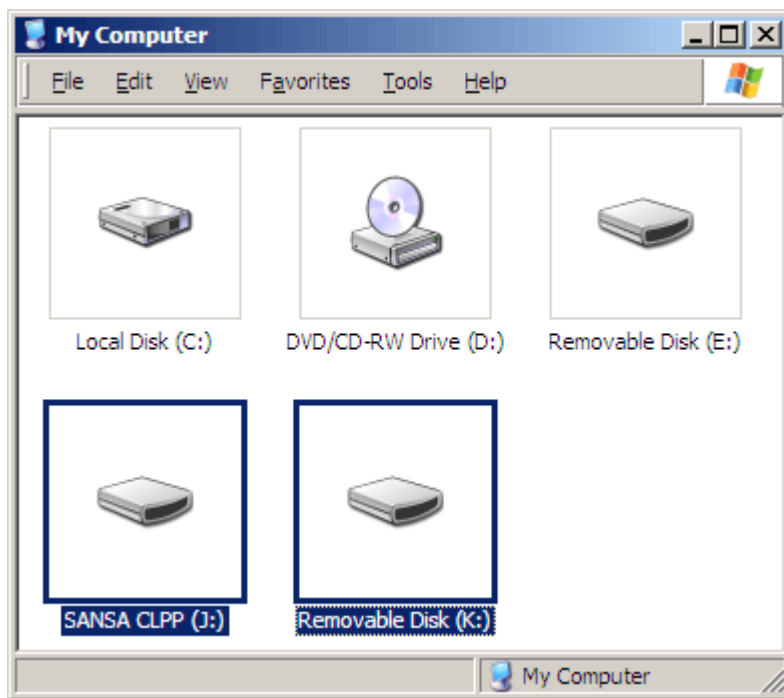 My Computer
File Edit View Favorites Tools Help
Local Disk (C:) DVD/CD-RW Drive (D:) Removable Disk (E:)
SANSA CLPP (J:) Removable Disk (K:)
My Computer